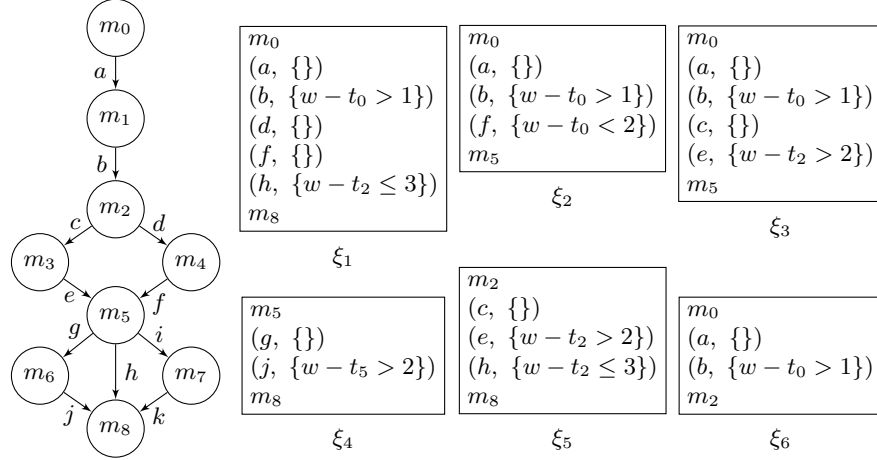 m₀
a
m₁
b
m₂
c
d
m₃
m₄
e
f
m₅
g
i
h
m₆
m₇
j
k
m₈
m₀
(a, {})
(b, {w − t₀ > 1})
(d, {})
(f, {})
(h, {w − t₂ ≤ 3})
m₈
ξ₁
m₀
(a, {})
(b, {w − t₀ > 1})
(f, {w − t₀ < 2})
m₅
ξ₂
m₀
(a, {})
(b, {w − t₀ > 1})
(c, {})
(e, {w − t₂ > 2})
m₅
ξ₃
m₅
(g, {})
(j, {w − t₅ > 2})
m₈
ξ₄
m₂
(c, {})
(e, {w − t₂ > 2})
(h, {w − t₂ ≤ 3})
m₈
ξ₅
m₀
(a, {})
(b, {w − t₀ > 1})
m₂
ξ₆